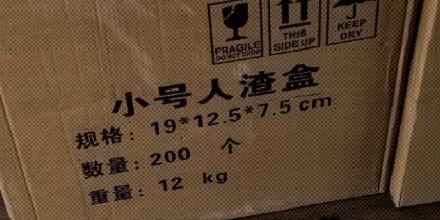 FRAGILE
DO NOT DROP
THIS
SIDE UP
KEEP
DRY
小号人渣盒
规格：19*12.5*7.5 cm
数量：200 个
重量：12 kg